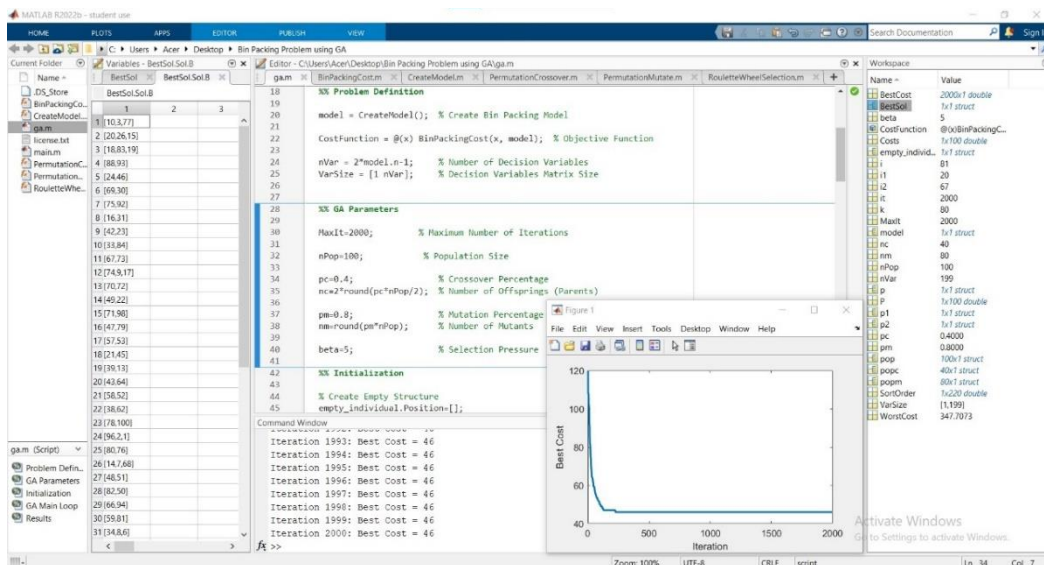 MATLAB R2022b - student use
HOME PLOTS APPS EDITOR PUBLISH VIEW
Search Documentation
Sign I
C: Users Acer Desktop Bin Packing Problem using GA
Current Folder
Name
.DS_Store
BinPackingCo...
CreateModel...
ga.m
license.txt
main.m
PermutationC...
Permutation...
RouletteWhe...
ga.m (Script)
Problem Defin...
GA Parameters
Initialization
GA Main Loop
Results
Variables - BestSol.Sol.B
BestSol BestSol.Sol.B
BestSol.Sol.B
1 2 3
1 [10,3,77]
2 [20,26,15]
3 [18,83,19]
4 [88,93]
5 [24,46]
6 [69,30]
7 [75,92]
8 [16,31]
9 [42,23]
10 [33,84]
11 [67,73]
12 [74,9,17]
13 [70,72]
14 [49,22]
15 [71,98]
16 [47,79]
17 [57,53]
18 [21,45]
19 [39,13]
20 [43,64]
21 [58,52]
22 [38,62]
23 [78,100]
24 [96,2,1]
25 [80,76]
26 [14,7,68]
27 [48,51]
28 [82,50]
29 [66,94]
30 [59,81]
31 [34,8,6]
Editor - C:\Users\Acer\Desktop\Bin Packing Problem using GA\ga.m
ga.m BinPackingCost.m CreateModel.m PermutationCrossover.m PermutationMutate.m RouletteWheelSelection.m
18 %% Problem Definition
19
20 model = CreateModel(); % Create Bin Packing Model
21
22 CostFunction = @(x) BinPackingCost(x, model); % Objective Function
23
24 nVar = 2*model.n-1; % Number of Decision Variables
25 VarSize = [1 nVar]; % Decision Variables Matrix Size
26
27
28 %% GA Parameters
29
30 MaxIt=2000; % Maximum Number of Iterations
31
32 nPop=100; % Population Size
33
34 pc=0.4; % Crossover Percentage
35 nc=2*round(pc*nPop/2); % Number of Offsprings (Parents)
36
37 pm=0.8; % Mutation Percentage
38 nm=round(pm*nPop); % Number of Mutants
39
40 beta=5; % Selection Pressure
41
42 %% Initialization
43
44 % Create Empty Structure
45 empty_individual.Position=[];
Command Window
Iteration 1993: Best Cost = 46
Iteration 1994: Best Cost = 46
Iteration 1995: Best Cost = 46
Iteration 1996: Best Cost = 46
Iteration 1997: Best Cost = 46
Iteration 1998: Best Cost = 46
Iteration 1999: Best Cost = 46
Iteration 2000: Best Cost = 46
fx >>
Figure 1
File Edit View Insert Tools Desktop Window Help
120
100
80
60
40
Best Cost
0 500 1000 1500 2000
Iteration
Workspace
Name Value
BestCost 2000x1 double
BestSol 1x1 struct
beta 5
CostFunction @(x)BinPackingC...
Costs 1x100 double
empty_individ... 1x1 struct
i 81
i1 20
i2 67
it 2000
k 80
MaxIt 2000
model 1x1 struct
nc 40
nm 80
nPop 100
nVar 199
p 1x1 struct
P 1x100 double
p1 1x1 struct
p2 1x1 struct
pc 0.4000
pm 0.8000
pop 100x1 struct
popc 40x1 struct
popm 80x1 struct
SortOrder 1x220 double
VarSize [1,199]
WorstCost 347.7073
Activate Windows
Go to Settings to activate Windows.
Zoom: 100% UTF-8 CRLF script Ln 34 Col 7